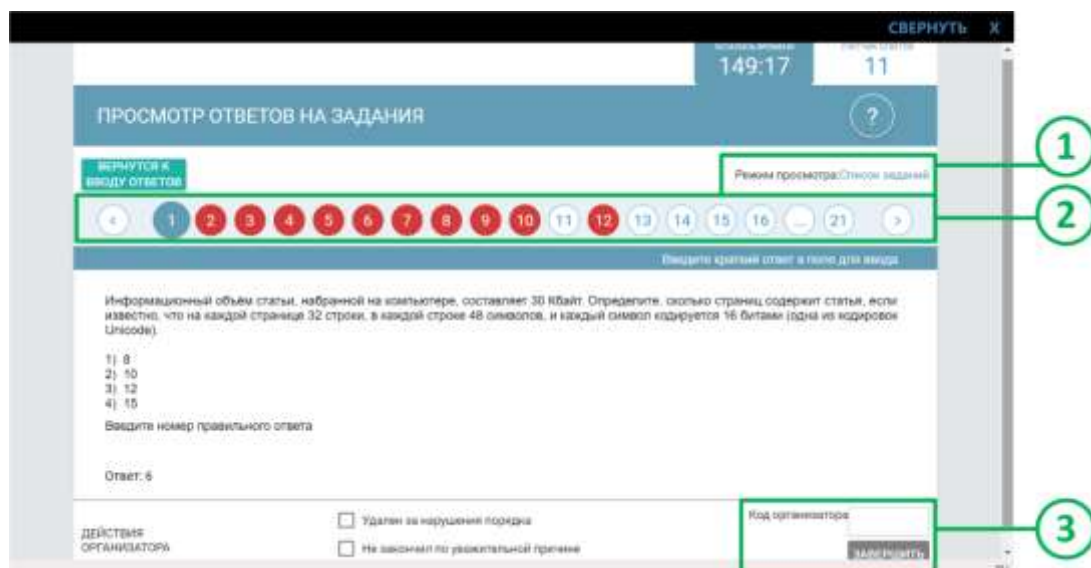 СВЕРНУТЬ X
149:17 11
ПРОСМОТР ОТВЕТОВ НА ЗАДАНИЯ ?
1
ВЕРНУТСЯ К
ВВОДУ ОТВЕТОВ
Режим просмотра:Список заданий
2
< 1 2 3 4 5 6 7 8 9 10 11 12 13 14 15 16 ... 21 >
Введите краткий ответ в поле для ввода
Информационный объём статьи, набранной на компьютере, составляет 30 Кбайт. Определите, сколько страниц содержит статья, если
известно, что на каждой странице 32 строки, в каждой строке 48 символов, и каждый символ кодируется 16 битами (одна из кодировок
Unicode).
1) 8
2) 10
3) 12
4) 15
Введите номер правильного ответа
Ответ: 6
ДЕЙСТВИЯ
ОРГАНИЗАТОРА
Удален за нарушения порядка
Не закончил по уважительной причине
Код организатора
ЗАВЕРШИТЬ
3